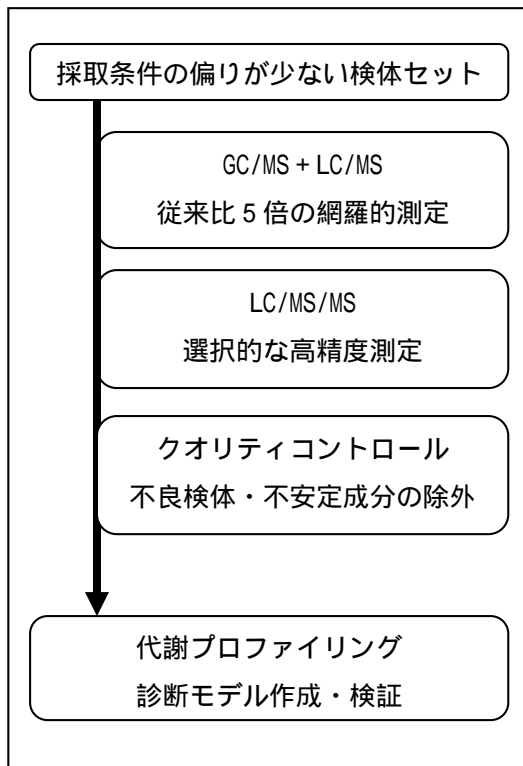 採取条件の偏りが少ない検体セット
GC/MS + LC/MS
従来比 5 倍の網羅的測定
LC/MS/MS
選択的な高精度測定
クオリティコントロール
不良検体・不安定成分の除外
代謝プロファイリング
診断モデル作成・検証